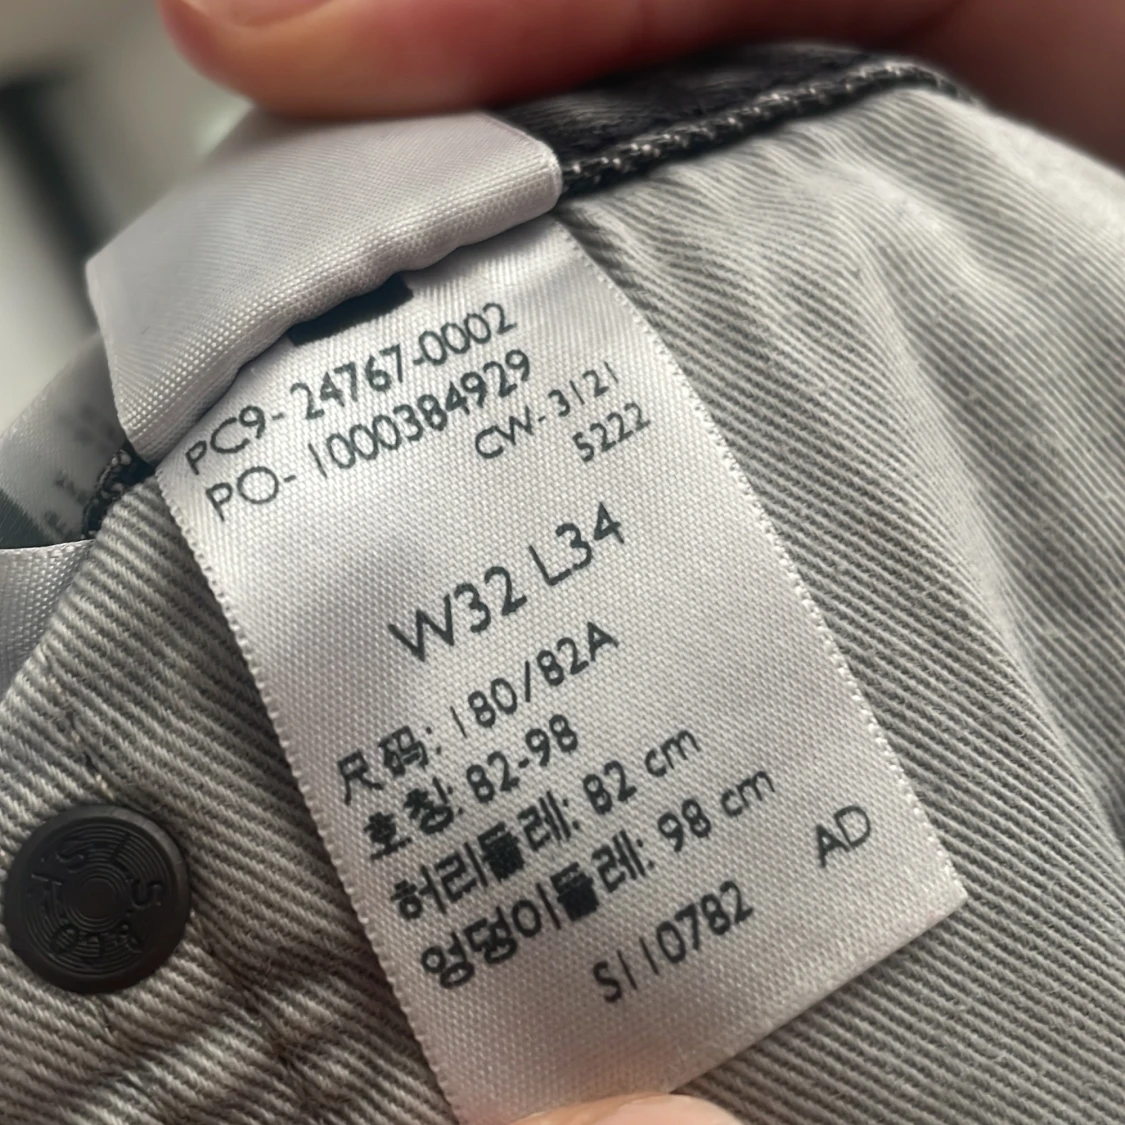 PC9-24767-0002
PO-1000384929
CW-3121
5222
W32 L34
尺码: 180/82A
호칭: 82-98
허리둘레: 82 cm
엉덩이둘레: 98 cm
AD
S110782